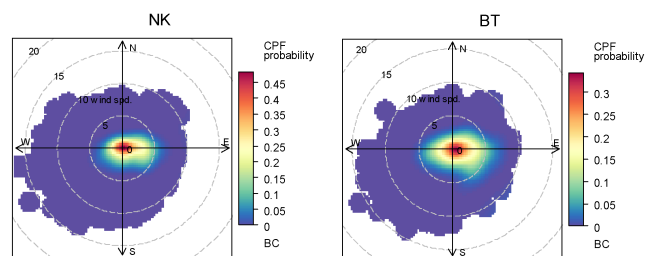 NK
20
15
10 wind spd.
5
0
N
W
E
S
CPF
probability
0.45
0.4
0.35
0.3
0.25
0.2
0.15
0.1
0.05
0
BC
BT
20
15
10 wind spd.
5
0
N
W
E
S
CPF
probability
0.3
0.25
0.2
0.15
0.1
0.05
0
BC